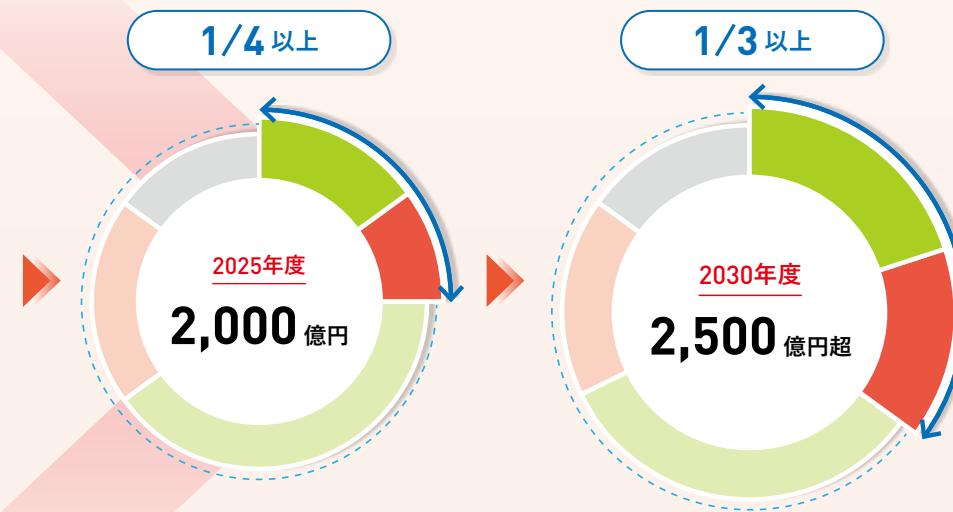 1/4 以上
2025年度
2,000 億円
1/3 以上
2030年度
2,500 億円超